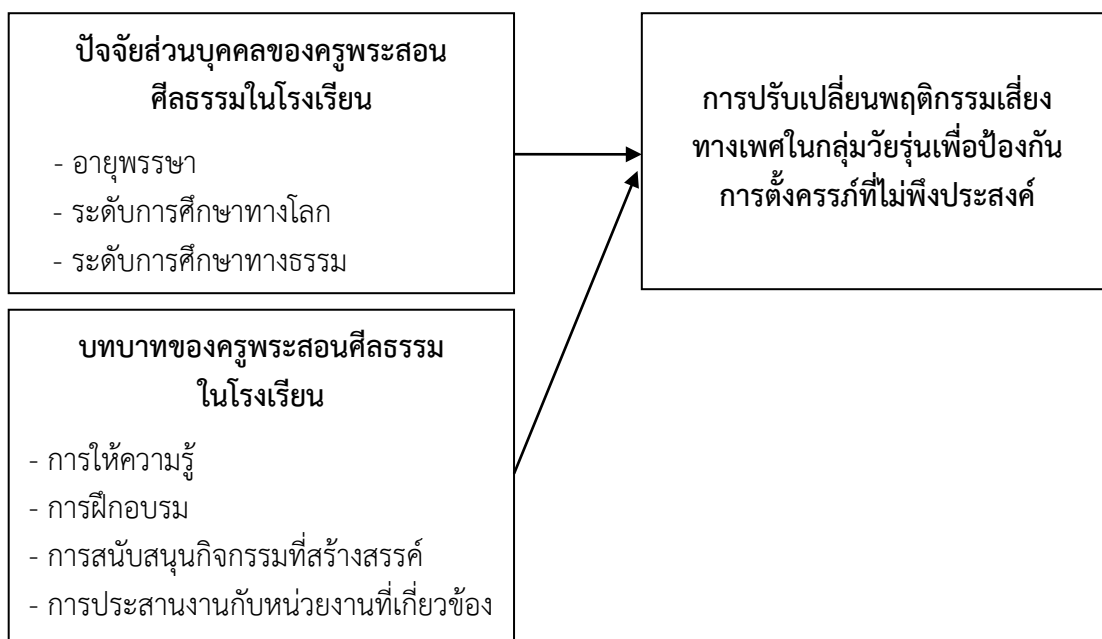 ปัจจัยส่วนบุคคลของครูพระสอน
ศีลธรรมในโรงเรียน
- อายุพรรษา
- ระดับการศึกษาทางโลก
- ระดับการศึกษาทางธรรม
บทบาทของครูพระสอนศีลธรรม
ในโรงเรียน
- การให้ความรู้
- การฝึกอบรม
- การสนับสนุนกิจกรรมที่สร้างสรรค์
- การประสานงานกับหน่วยงานที่เกี่ยวข้อง
การปรับเปลี่ยนพฤติกรรมเสี่ยง
ทางเพศในกลุ่มวัยรุ่นเพื่อป้องกัน
การตั้งครรภ์ที่ไม่พึงประสงค์